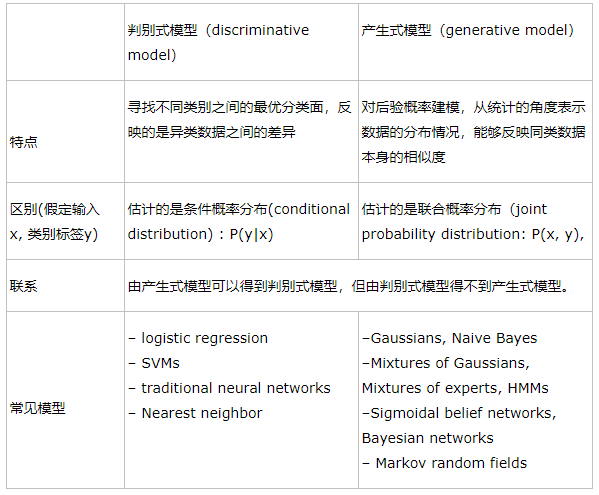 判别式模型（discriminative
model）
产生式模型（generative model）
特点
寻找不同类别之间的最优分类面，反
映的是异类数据之间的差异
对后验概率建模，从统计的角度表示
数据的分布情况，能够反映同类数据
本身的相似度
区别(假定输入
x, 类别标签y)
估计的是条件概率分布(conditional
distribution)：P(y|x)
估计的是联合概率分布（joint
probability distribution: P(x, y),
联系
由产生式模型可以得到判别式模型，但由判别式模型得不到产生式模型。
常见模型
– logistic regression
– SVMs
– traditional neural networks
– Nearest neighbor
–Gaussians, Naive Bayes
–Mixtures of Gaussians,
Mixtures of experts, HMMs
–Sigmoidal belief networks,
Bayesian networks
– Markov random fields